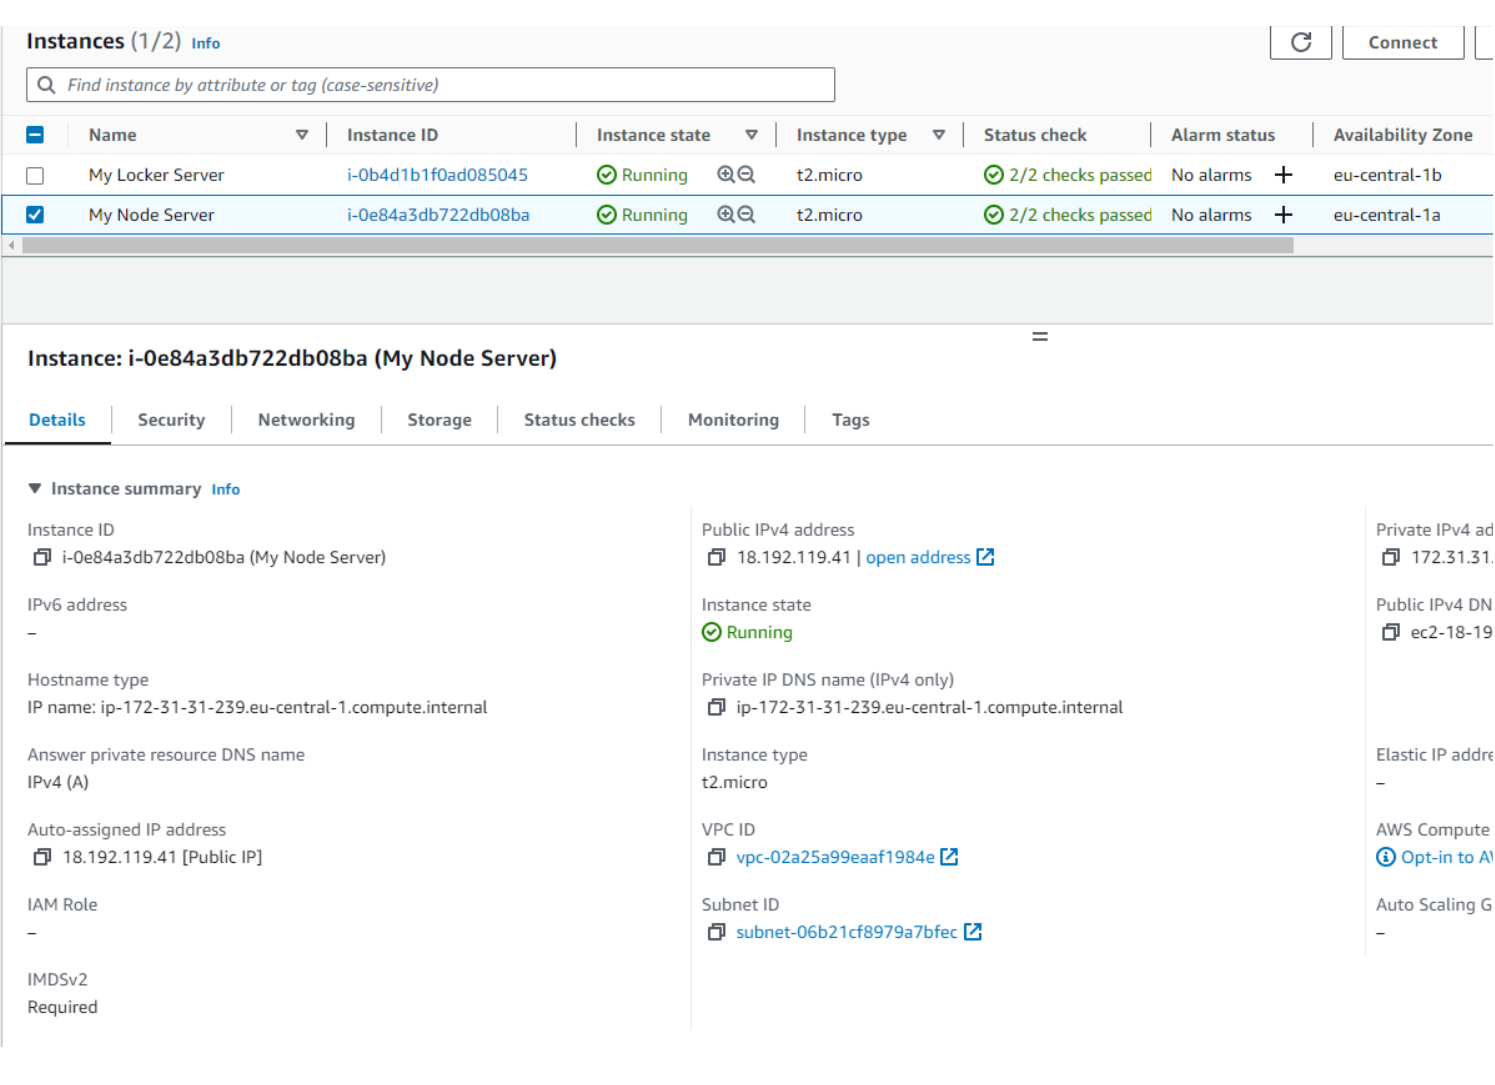 Instances (1/2) Info
Connect
Find instance by attribute or tag (case-sensitive)
Name Instance ID Instance state Instance type Status check Alarm status Availability Zone
My Locker Server i-0b4d1b1f0ad085045 Running t2.micro 2/2 checks passed No alarms + eu-central-1b
My Node Server i-0e84a3db722db08ba Running t2.micro 2/2 checks passed No alarms + eu-central-1a
Instance: i-0e84a3db722db08ba (My Node Server)
Details Security Networking Storage Status checks Monitoring Tags
Instance summary Info
Instance ID
i-0e84a3db722db08ba (My Node Server)
Public IPv4 address
18.192.119.41 | open address
Private IPv4 ad
172.31.31.
IPv6 address
–
Instance state
Running
Public IPv4 DN
ec2-18-19
Hostname type
IP name: ip-172-31-31-239.eu-central-1.compute.internal
Private IP DNS name (IPv4 only)
ip-172-31-31-239.eu-central-1.compute.internal
Answer private resource DNS name
IPv4 (A)
Instance type
t2.micro
Elastic IP addre
–
Auto-assigned IP address
18.192.119.41 [Public IP]
VPC ID
vpc-02a25a99eaaf1984e
AWS Compute
Opt-in to AW
IAM Role
–
Subnet ID
subnet-06b21cf8979a7bfec
Auto Scaling G
–
IMDSv2
Required